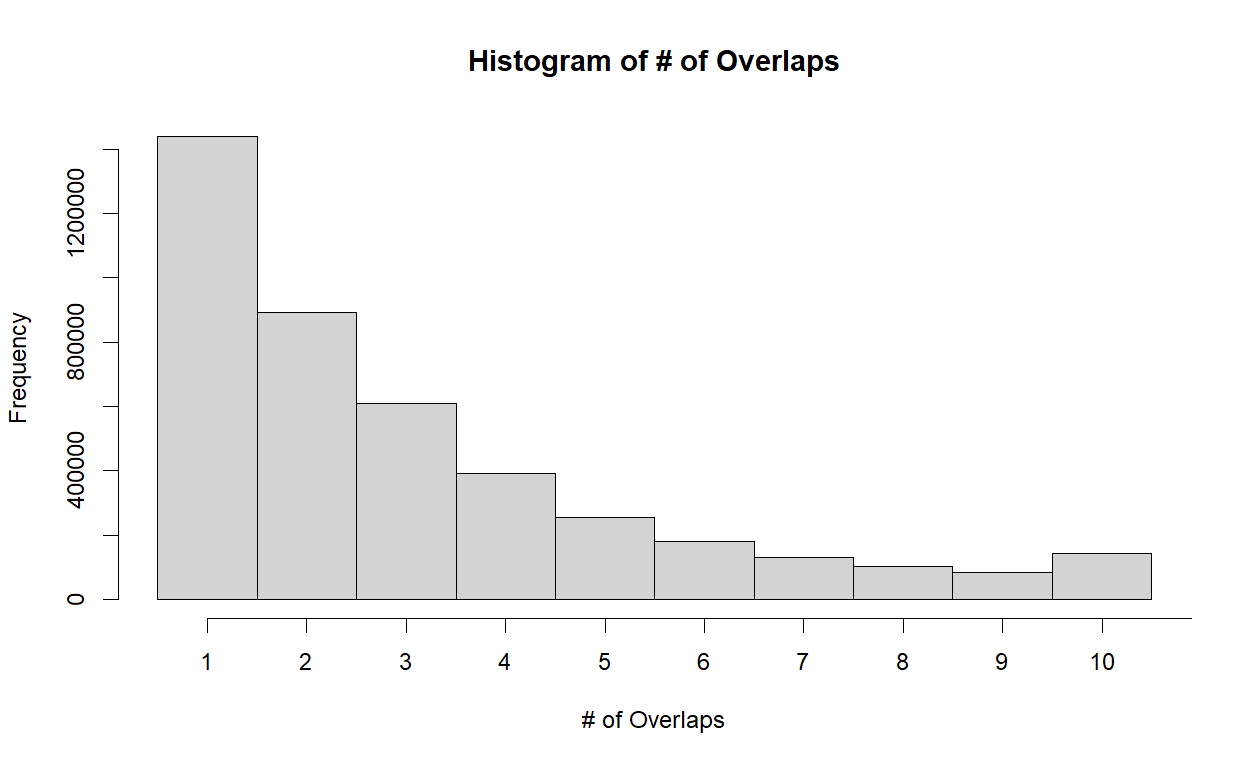 Histogram of # of Overlaps
Frequency
1200000
800000
400000
0
1 2 3 4 5 6 7 8 9 10
# of Overlaps